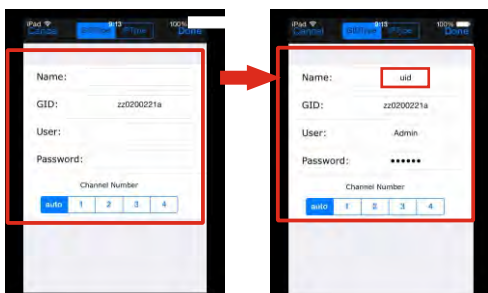 iPad 9:13 100%
Cancel GIDType IPType Done
Name:
GID: zz0200221a
User:
Password:
Channel Number
auto 1 2 3 4
iPad 9:13 100%
Cancel GIDType IPType Done
Name: uid
GID: zz0200221a
User: Admin
Password: ••••••
Channel Number
auto 1 2 3 4